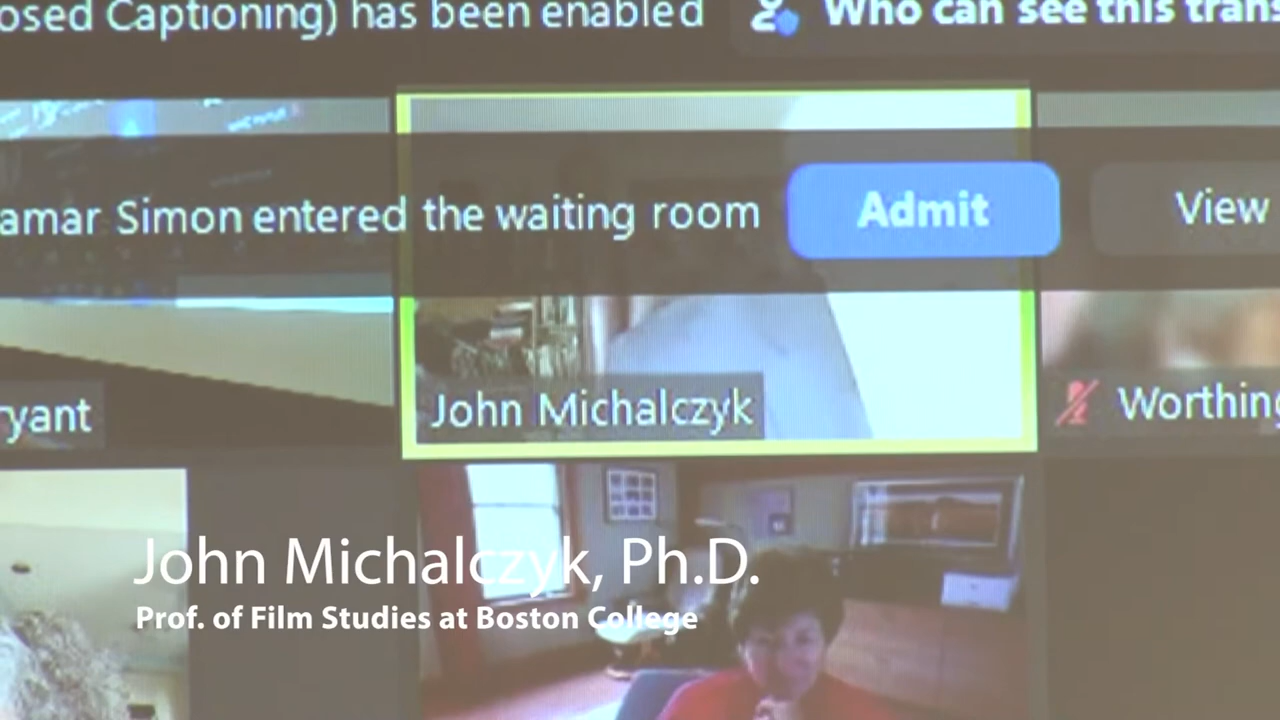 osed Captioning) has been enabled
Who can see this trans
amar Simon entered the waiting room
Admit
View
ryant
John Michalczyk
Worthing
John Michalczyk, Ph.D.
Prof. of Film Studies at Boston College